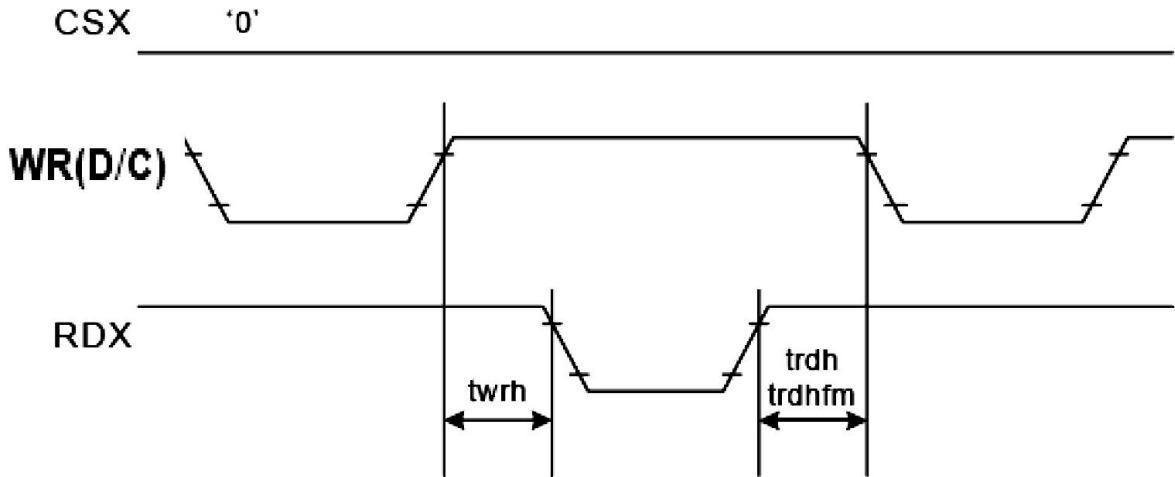 CSX ‘0’
WR(D/C)
RDX
twrh
trdh
trdhfm